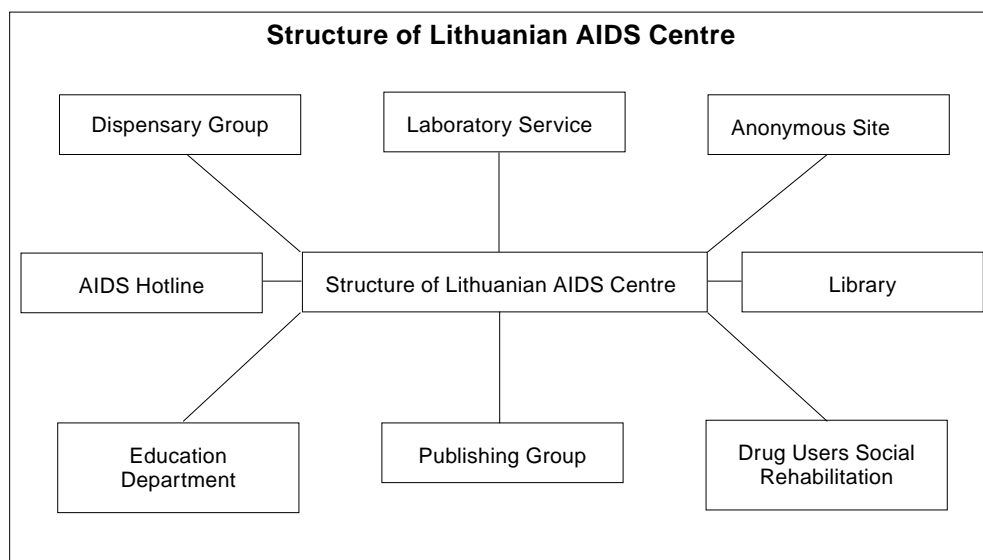 Structure of Lithuanian AIDS Centre
Dispensary Group
Laboratory Service
Anonymous Site
AIDS Hotline
Structure of Lithuanian AIDS Centre
Library
Education
Department
Publishing Group
Drug Users Social
Rehabilitation